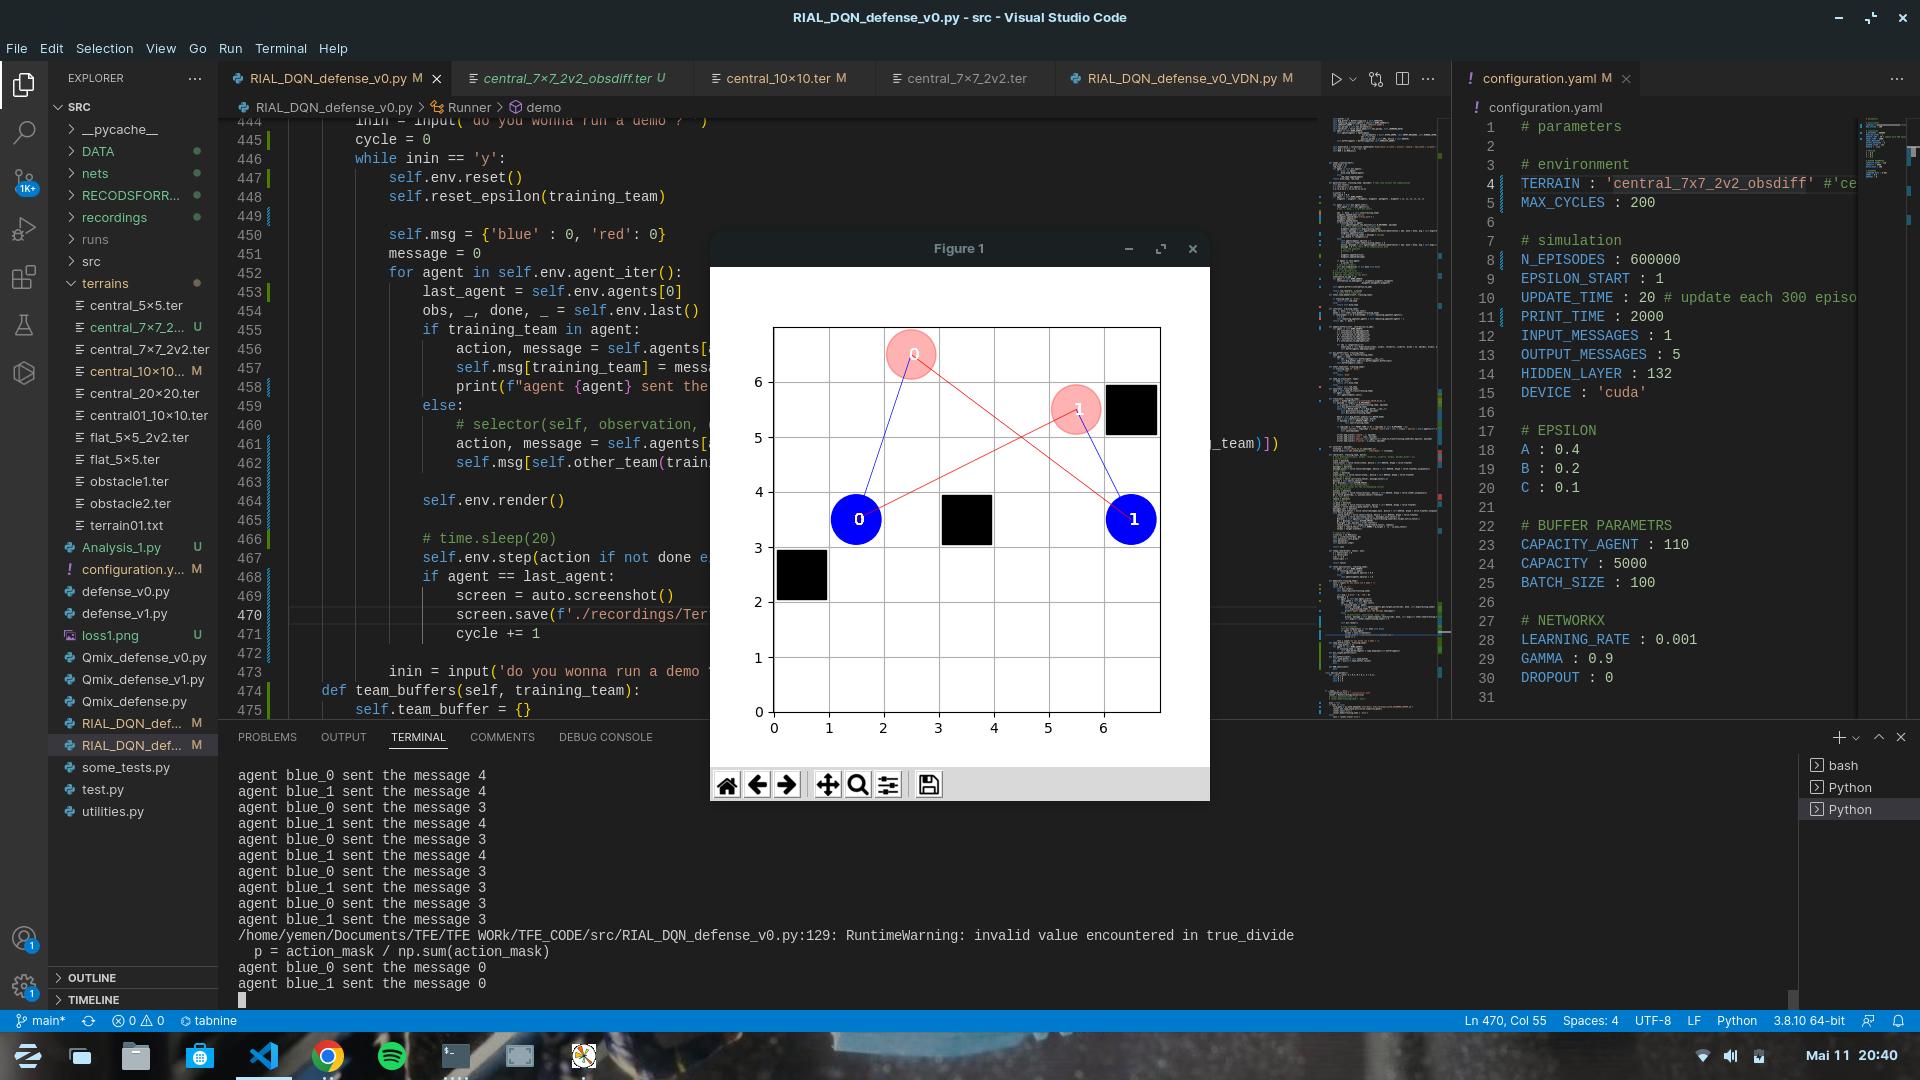 RIAL_DQN_defense_v0.py - src - Visual Studio Code
File Edit Selection View Go Run Terminal Help
EXPLORER
SRC
__pycache__
DATA
nets
RECODSFORR...
recordings
runs
src
terrains
central_5×5.ter
central_7×7_2... U
central_7×7_2v2.ter
central_10×10... M
central_20×20.ter
central01_10×10.ter
flat_5×5_2v2.ter
flat_5×5.ter
obstacle1.ter
obstacle2.ter
terrain01.txt
Analysis_1.py U
configuration.y... M
defense_v0.py
defense_v1.py
loss1.png U
Qmix_defense_v0.py
Qmix_defense_v1.py
Qmix_defense.py
RIAL_DQN_def... M
RIAL_DQN_def... M
some_tests.py
test.py
utilities.py
OUTLINE
TIMELINE
1K+
1
1
RIAL_DQN_defense_v0.py M
central_7×7_2v2_obsdiff.ter U
central_10×10.ter M
central_7×7_2v2.ter
RIAL_DQN_defense_v0_VDN.py M
RIAL_DQN_defense_v0.py > Runner > demo
444 inin = input('do you wonna run a demo ? ')
445 cycle = 0
446 while inin == 'y':
447 self.env.reset()
448 self.reset_epsilon(training_team)
449
450 self.msg = {'blue' : 0, 'red': 0}
451 message = 0
452 for agent in self.env.agent_iter():
453 last_agent = self.env.agents[0]
454 obs, _, done, _ = self.env.last()
455 if training_team in agent:
456 action, message = self.agents[
457 self.msg[training_team] = mess
458 print(f"agent {agent} sent the
459 else:
460 # selector(self, observation,
461 action, message = self.agents[ g_team)])
462 self.msg[self.other_team(train
463
464 self.env.render()
465
466 # time.sleep(20)
467 self.env.step(action if not done e
468 if agent == last_agent:
469 screen = auto.screenshot()
470 screen.save(f'./recordings/Ter
471 cycle += 1
472
473 inin = input('do you wonna run a demo
474 def team_buffers(self, training_team):
475 self.team_buffer = {}
configuration.yaml M
configuration.yaml
1 # parameters
2
3 # environment
4 TERRAIN : 'central_7x7_2v2_obsdiff' #'ce
5 MAX_CYCLES : 200
6
7 # simulation
8 N_EPISODES : 600000
9 EPSILON_START : 1
10 UPDATE_TIME : 20 # update each 300 episo
11 PRINT_TIME : 2000
12 INPUT_MESSAGES : 1
13 OUTPUT_MESSAGES : 5
14 HIDDEN_LAYER : 132
15 DEVICE : 'cuda'
16
17 # EPSILON
18 A : 0.4
19 B : 0.2
20 C : 0.1
21
22 # BUFFER PARAMETRS
23 CAPACITY_AGENT : 110
24 CAPACITY : 5000
25 BATCH_SIZE : 100
26
27 # NETWORKX
28 LEARNING_RATE : 0.001
29 GAMMA : 0.9
30 DROPOUT : 0
31
Figure 1
0
1
0
1
6
5
4
3
2
1
0
0 1 2 3 4 5 6
PROBLEMS OUTPUT TERMINAL COMMENTS DEBUG CONSOLE
agent blue_0 sent the message 4
agent blue_1 sent the message 4
agent blue_0 sent the message 3
agent blue_1 sent the message 4
agent blue_0 sent the message 3
agent blue_1 sent the message 4
agent blue_0 sent the message 3
agent blue_1 sent the message 3
agent blue_0 sent the message 3
agent blue_1 sent the message 3
/home/yemen/Documents/TFE/TFE WORk/TFE_CODE/src/RIAL_DQN_defense_v0.py:129: RuntimeWarning: invalid value encountered in true_divide
p = action_mask / np.sum(action_mask)
agent blue_0 sent the message 0
agent blue_1 sent the message 0
bash
Python
Python
main* 0 0 tabnine
Ln 470, Col 55 Spaces: 4 UTF-8 LF Python 3.8.10 64-bit
Mai 11 20:40